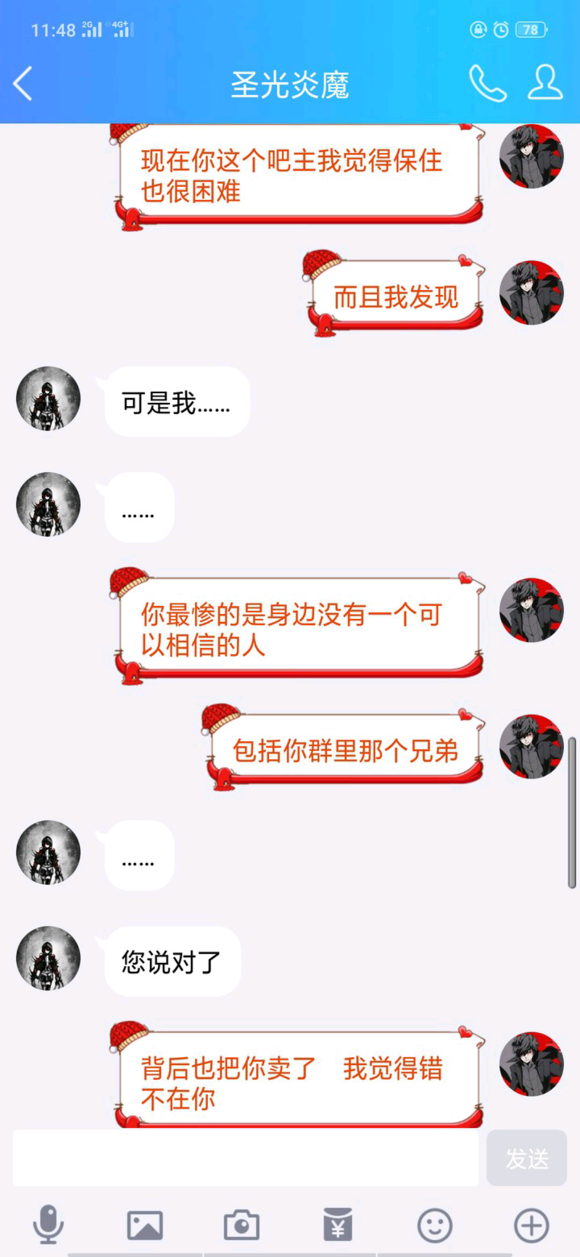 11:48 2G 4G+ 78
圣光炎魔
现在你这个吧主我觉得保住
也很困难
而且我发现
可是我……
……
你最惨的是身边没有一个可
以相信的人
包括你群里那个兄弟
……
您说对了
背后也把你卖了 我觉得错
不在你
发送